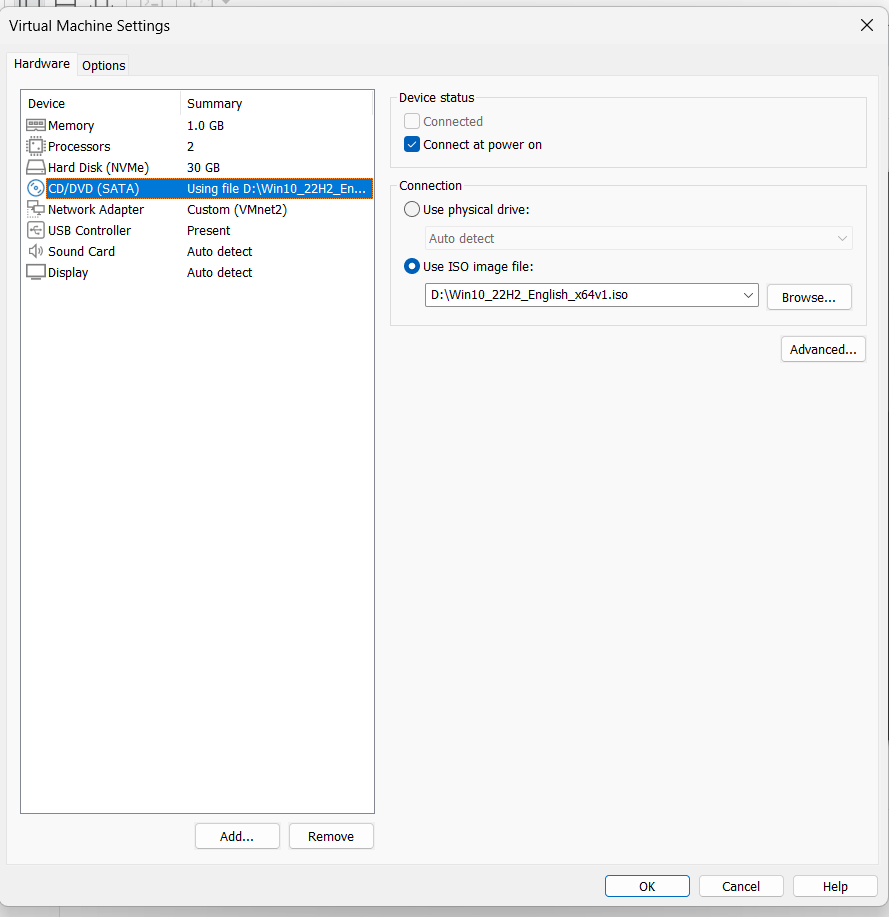 Virtual Machine Settings
Hardware
Options
Device Summary
Memory 1.0 GB
Processors 2
Hard Disk (NVMe) 30 GB
CD/DVD (SATA) Using file D:\Win10_22H2_En...
Network Adapter Custom (VMnet2)
USB Controller Present
Sound Card Auto detect
Display Auto detect
Add...
Remove
Device status
Connected
Connect at power on
Connection
Use physical drive:
Auto detect
Use ISO image file:
D:\Win10_22H2_English_x64v1.iso
Browse...
Advanced...
OK
Cancel
Help